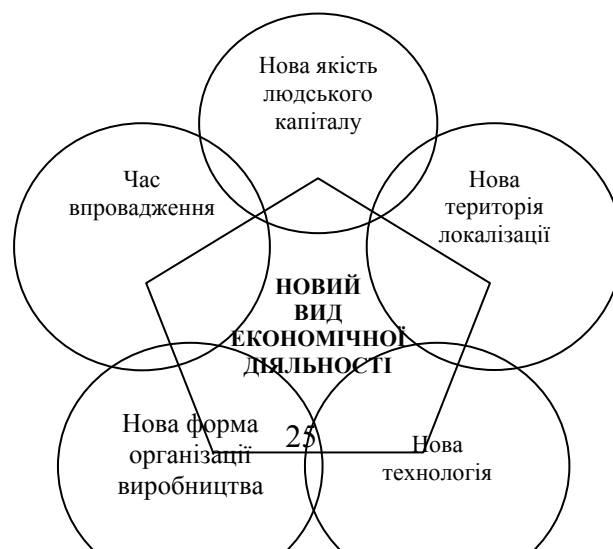 Нова якість
людського
капіталу
Час
впровадження
Нова
територія
локалізації
НОВИЙ
ВИД
ЕКОНОМІЧНОЇ
ДІЯЛЬНОСТІ
Нова форма
організації
виробництва
25
Нова
технологія